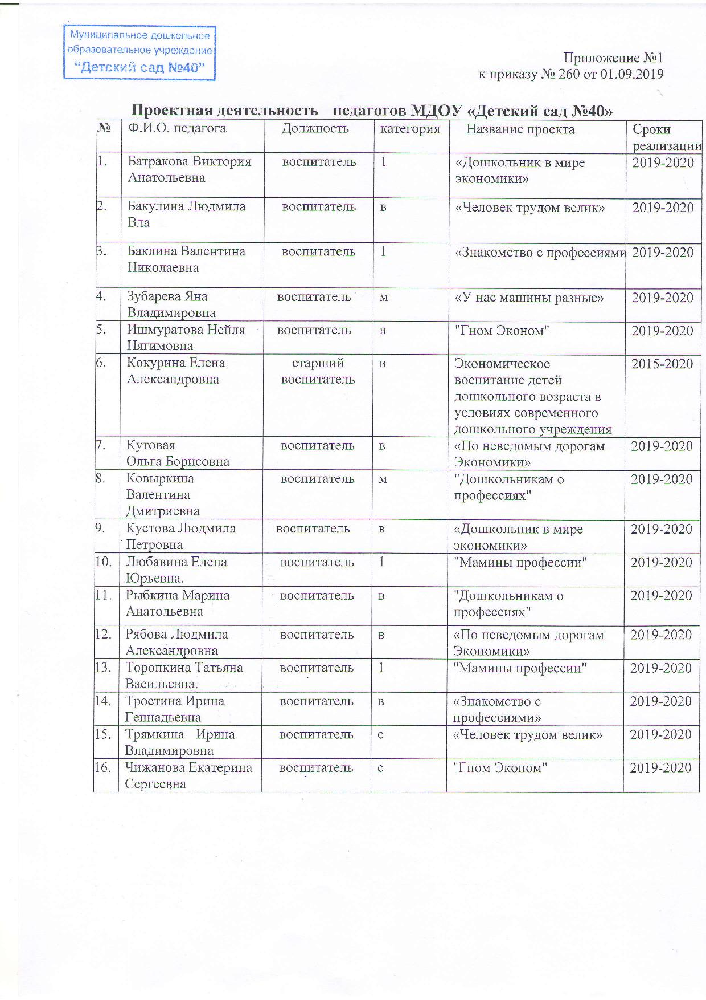 Муниципальное дошкольное
образовательное учреждение
“Детский сад №40”
Приложение №1
к приказу № 260 от 01.09.2019
Проектная деятельность педагогов МДОУ «Детский сад №40»
№ Ф.И.О. педагога Должность категория Название проекта Сроки
реализации
1. Батракова Виктория воспитатель 1 «Дошкольник в мире 2019-2020
Анатольевна экономики»
2. Бакулина Людмила воспитатель в «Человек трудом велик» 2019-2020
Вла
3. Баклина Валентина воспитатель 1 «Знакомство с профессиями 2019-2020
Николаевна
4. Зубарева Яна воспитатель м «У нас машины разные» 2019-2020
Владимировна
5. Ишмуратова Нейля воспитатель в "Гном Эконом" 2019-2020
Нягимовна
6. Кокурина Елена старший в Экономическое 2015-2020
Александровна воспитатель воспитание детей
дошкольного возраста в
условиях современного
дошкольного учреждения
7. Кутовая воспитатель в «По неведомым дорогам 2019-2020
Ольга Борисовна Экономики»
8. Ковыркина воспитатель м "Дошкольникам о 2019-2020
Валентина профессиях"
Дмитриевна
9. Кустова Людмила воспитатель в «Дошкольник в мире 2019-2020
Петровна экономики»
10. Любавина Елена воспитатель 1 "Мамины профессии" 2019-2020
Юрьевна.
11. Рыбкина Марина воспитатель в "Дошкольникам о 2019-2020
Анатольевна профессиях"
12. Рябова Людмила воспитатель в «По неведомым дорогам 2019-2020
Александровна Экономики»
13. Торопкина Татьяна воспитатель 1 "Мамины профессии" 2019-2020
Васильевна.
14. Тростина Ирина воспитатель в «Знакомство с 2019-2020
Геннадьевна профессиями»
15. Трямкина Ирина воспитатель с «Человек трудом велик» 2019-2020
Владимировна
16. Чижанова Екатерина воспитатель с "Гном Эконом" 2019-2020
Сергеевна